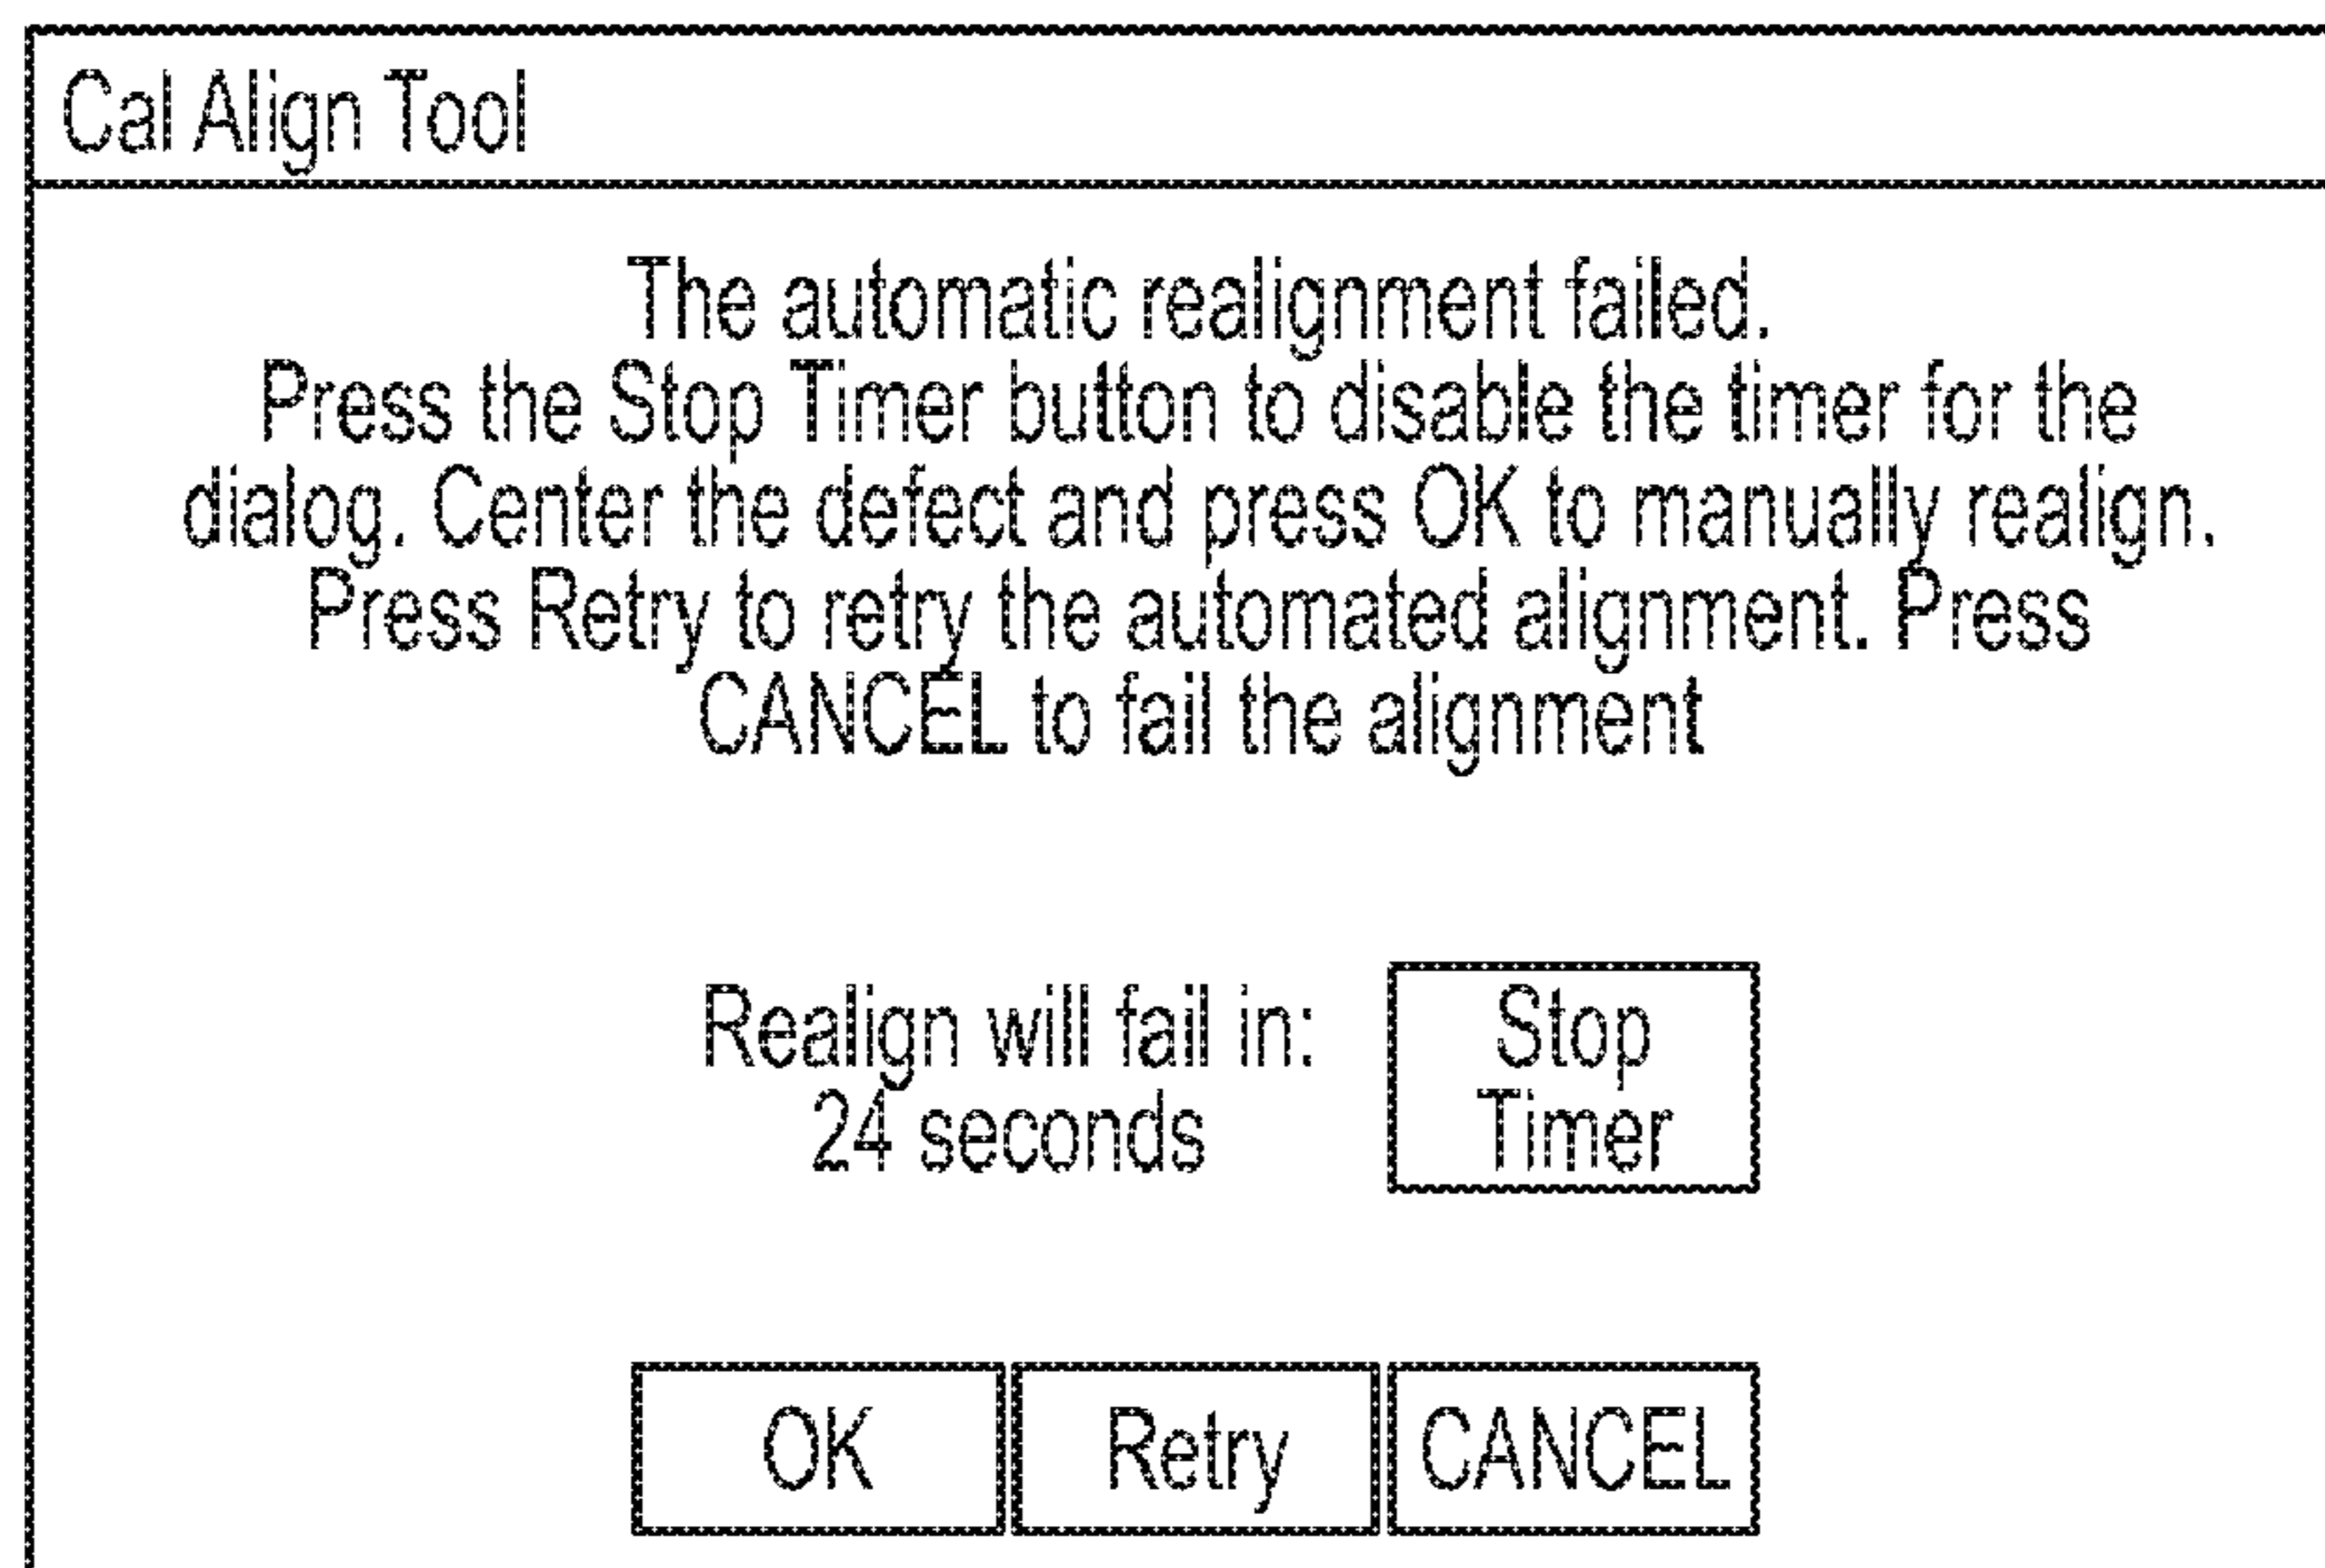 Cal Align Tool
The automatic realignment failed.
Press the Stop Timer button to disable the timer for the
dialog. Center the defect and press OK to manually realign.
Press Retry to retry the automated alignment. Press
CANCEL to fail the alignment
Realign will fail in:
24 seconds
Stop
Timer
OK
Retry
CANCEL